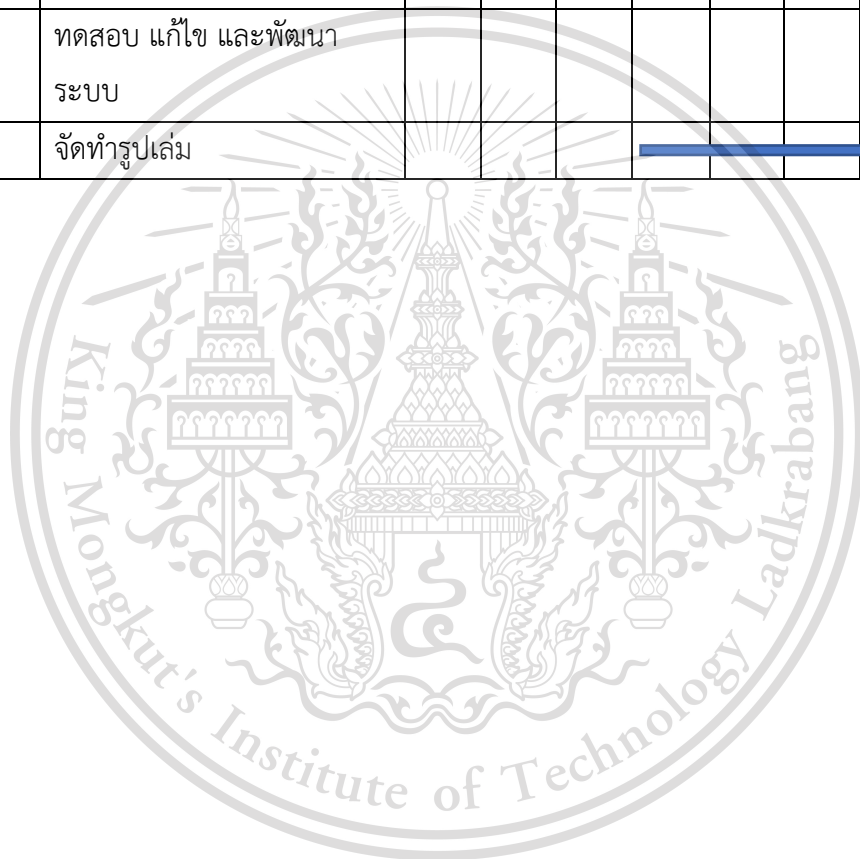 ทดสอบ แก้ไข และพัฒนา
ระบบ
จัดทำรูปเล่ม
King Mongkut's Institute of Technology Ladkrabang